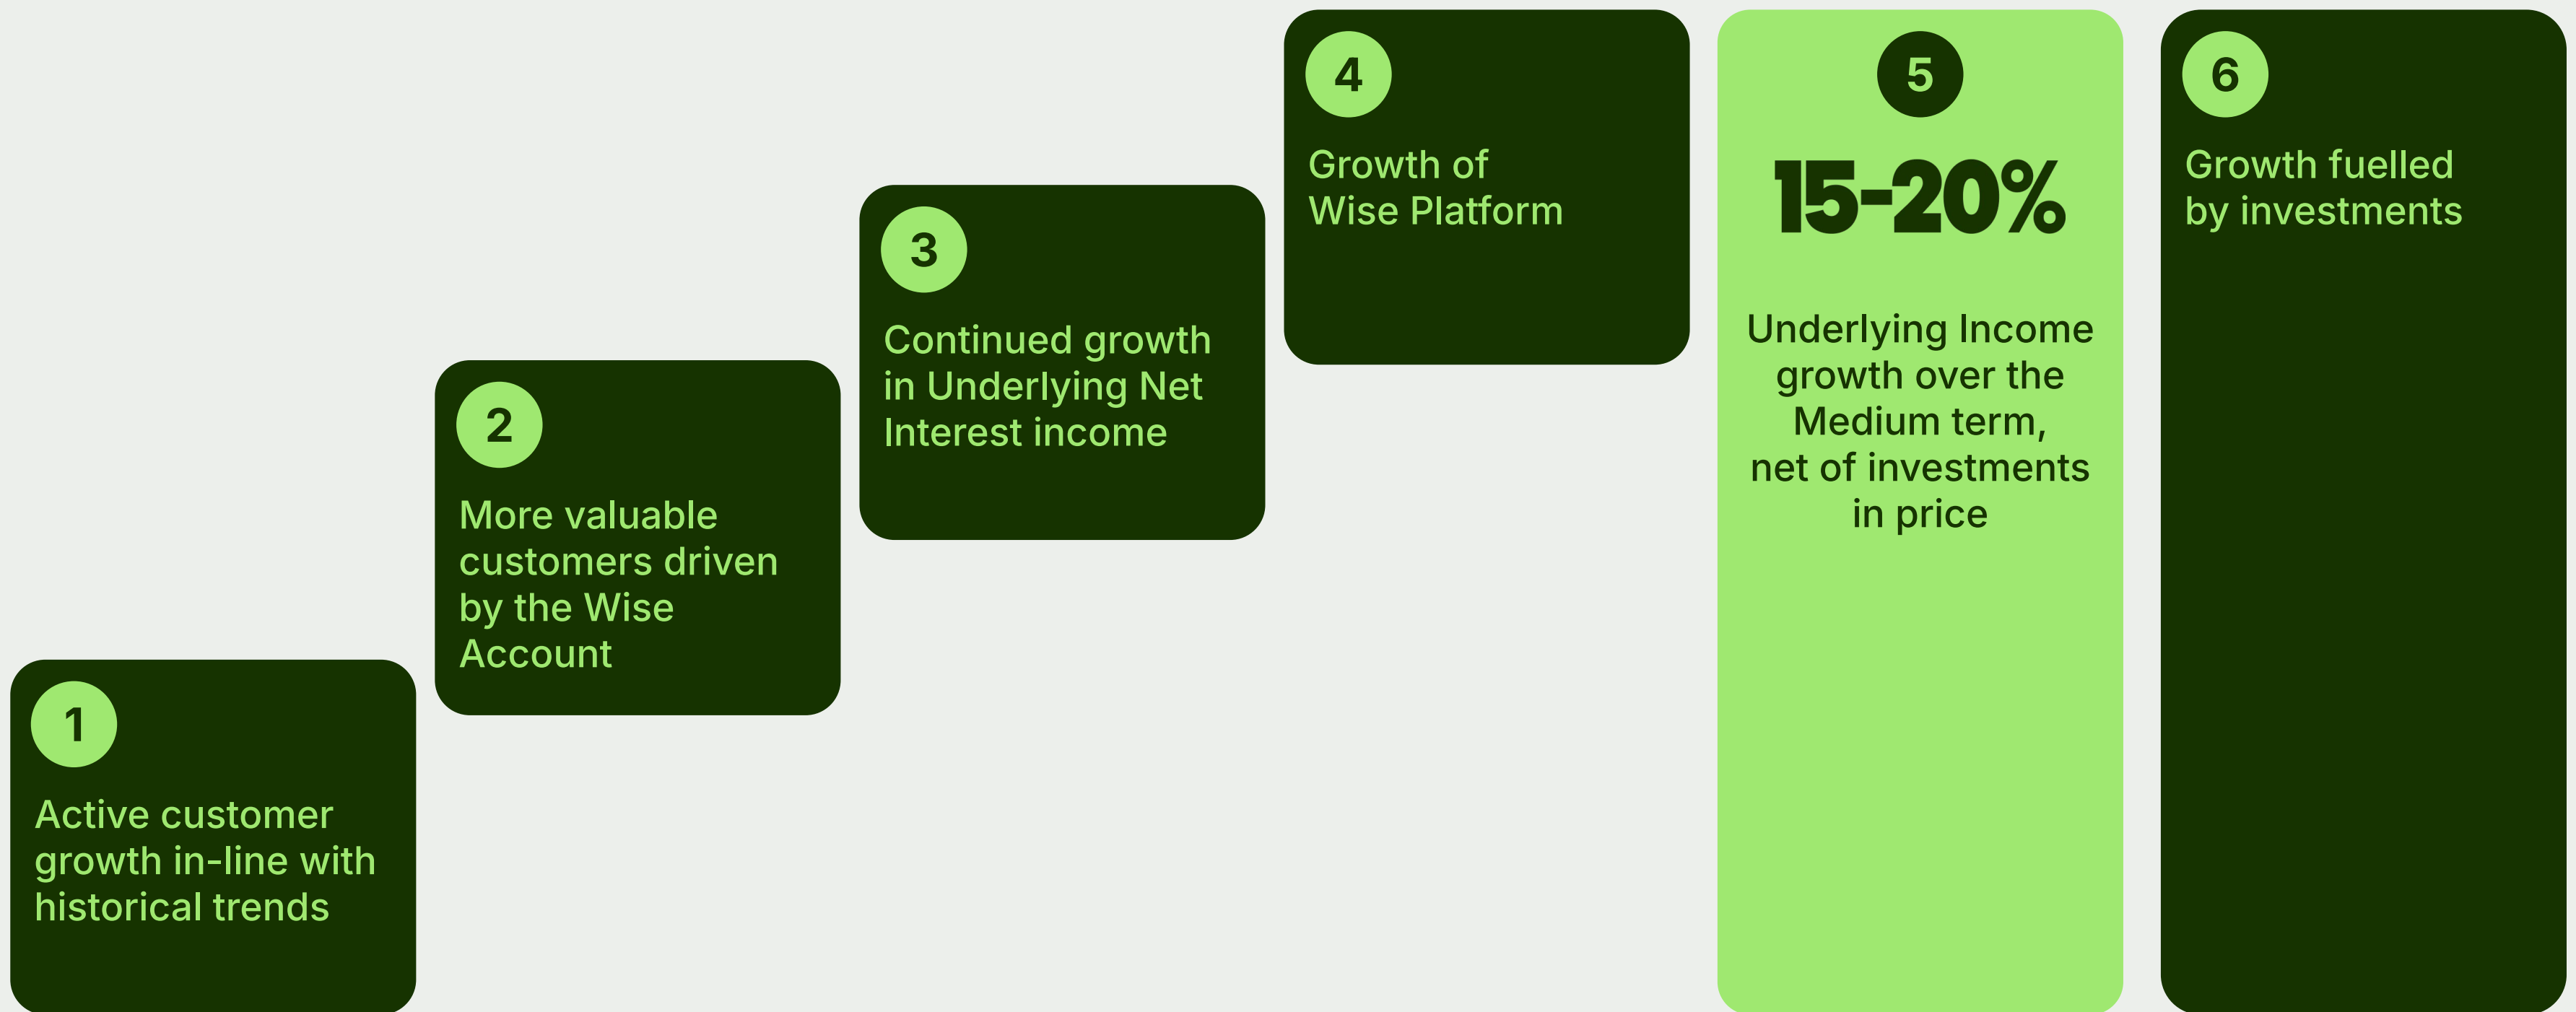 1
Active customer
growth in-line with
historical trends
2
More valuable
customers driven
by the Wise
Account
3
Continued growth
in Underlying Net
Interest income
4
Growth of
Wise Platform
5
15-20%
Underlying Income
growth over the
Medium term,
net of investments
in price
6
Growth fuelled
by investments